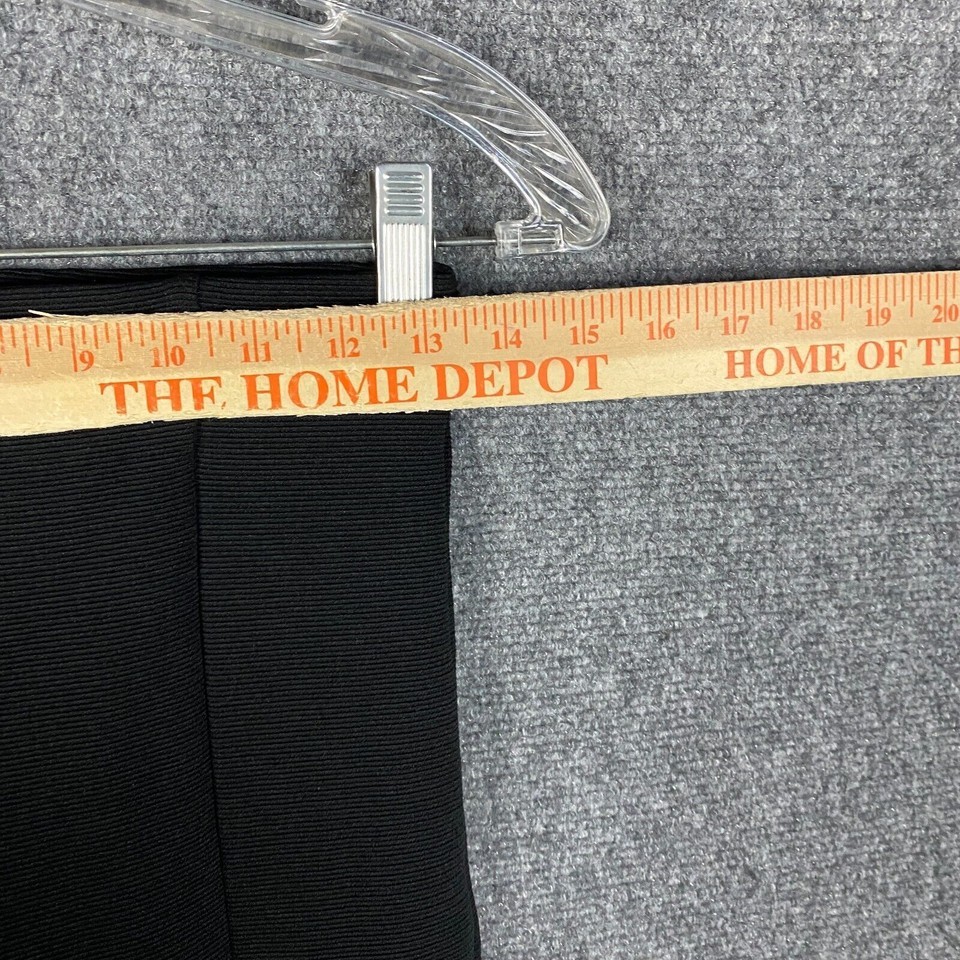 9 10 11 12 13 14 15 16 17 18 19 20
THE HOME DEPOT HOME OF TH